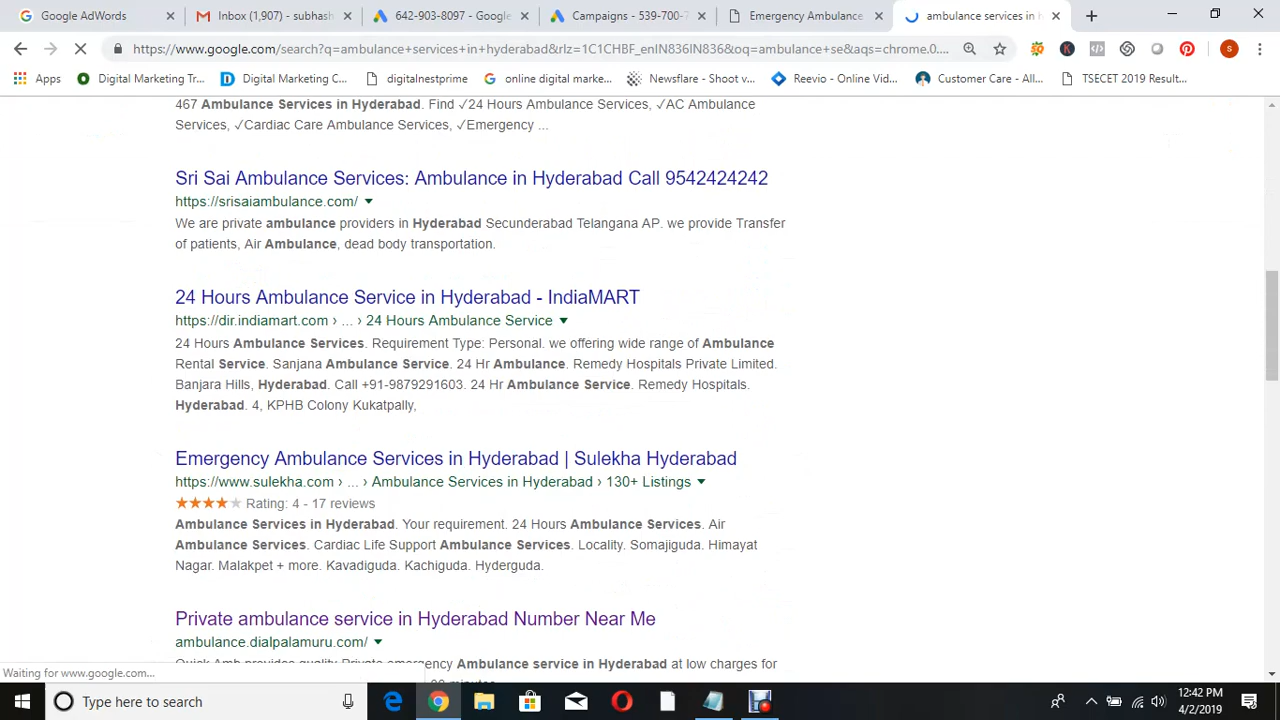 Google AdWords
Inbox (1,907) - subhash
642-903-8097 - Google
Campaigns - 539-700-7
Emergency Ambulance
ambulance services in h
https://www.google.com/search?q=ambulance+services+in+hyderabad&rlz=1C1CHBF_enIN836IN836&oq=ambulance+se&aqs=chrome.0....
Apps
Digital Marketing Tr...
Digital Marketing C...
digitalnestprime
online digital marke...
Newsflare - Shoot v...
Reevio - Online Vid...
Customer Care - All...
TSECET 2019 Result...
467 Ambulance Services in Hyderabad. Find ✓24 Hours Ambulance Services, ✓AC Ambulance
Services, ✓Cardiac Care Ambulance Services, ✓Emergency ...
Sri Sai Ambulance Services: Ambulance in Hyderabad Call 9542424242
https://srisaiambulance.com/
We are private ambulance providers in Hyderabad Secunderabad Telangana AP. we provide Transfer
of patients, Air Ambulance, dead body transportation.
24 Hours Ambulance Service in Hyderabad - IndiaMART
https://dir.indiamart.com › ... › 24 Hours Ambulance Service
24 Hours Ambulance Services. Requirement Type: Personal. we offering wide range of Ambulance
Rental Service. Sanjana Ambulance Service. 24 Hr Ambulance. Remedy Hospitals Private Limited.
Banjara Hills, Hyderabad. Call +91-9879291603. 24 Hr Ambulance Service. Remedy Hospitals.
Hyderabad. 4, KPHB Colony Kukatpally,
Emergency Ambulance Services in Hyderabad | Sulekha Hyderabad
https://www.sulekha.com › ... › Ambulance Services in Hyderabad › 130+ Listings
Rating: 4 - 17 reviews
Ambulance Services in Hyderabad. Your requirement. 24 Hours Ambulance Services. Air
Ambulance Services. Cardiac Life Support Ambulance Services. Locality. Somajiguda. Himayat
Nagar. Malakpet + more. Kavadiguda. Kachiguda. Hyderguda.
Private ambulance service in Hyderabad Number Near Me
ambulance.dialpalamuru.com/
Quick Amb provides quality Private emergency Ambulance service in Hyderabad at low charges for
Waiting for www.google.com...
Type here to search
12:42 PM
4/2/2019